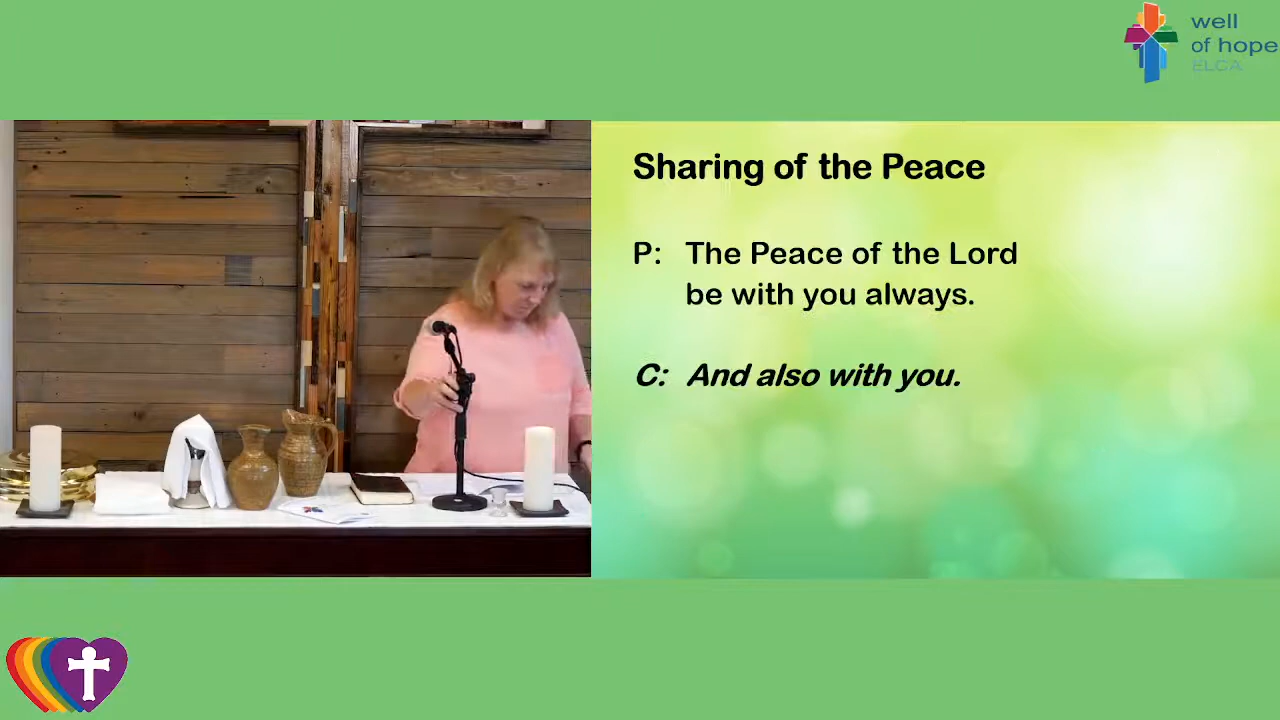 well
of hope
ELCA
Sharing of the Peace
P: The Peace of the Lord
be with you always.
C: And also with you.